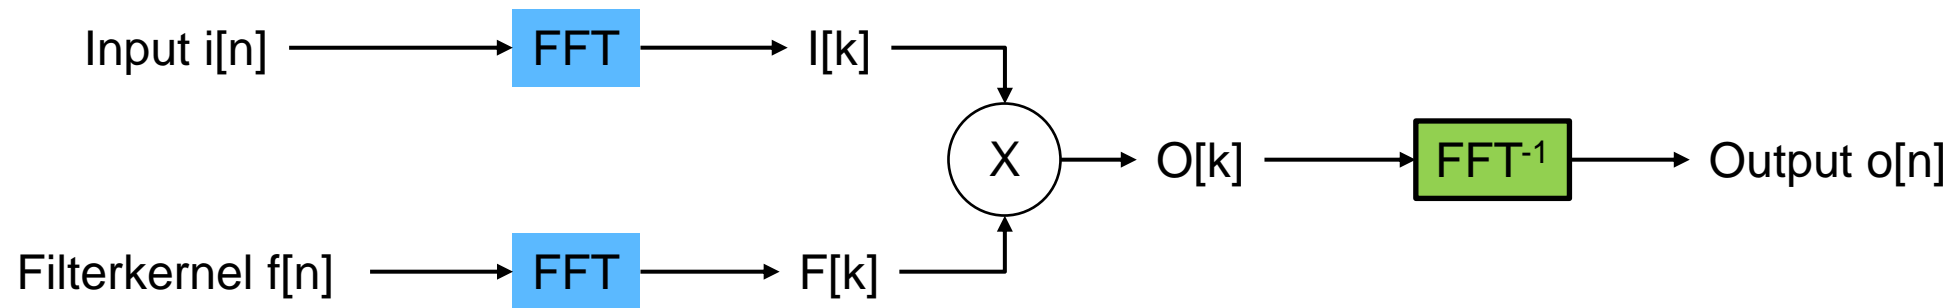 Input i[n]
FFT
I[k]
X
O[k]
FFT-1
Output o[n]
Filterkernel f[n]
FFT
F[k]